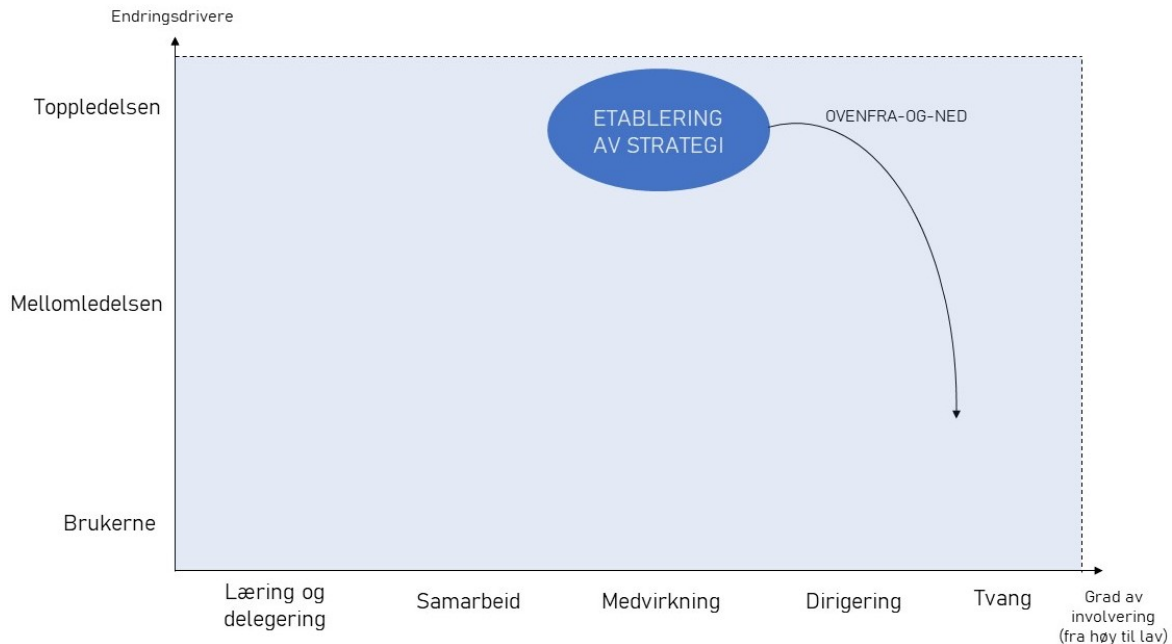 Endringsdrivere
Toppledelsen
ETABLERING
AV STRATEGI
OVENFRA-OG-NED
Mellomledelsen
Brukerne
Læring og
delegering
Samarbeid
Medvirkning
Dirigering
Tvang
Grad av
involvering
(fra høy til lav)